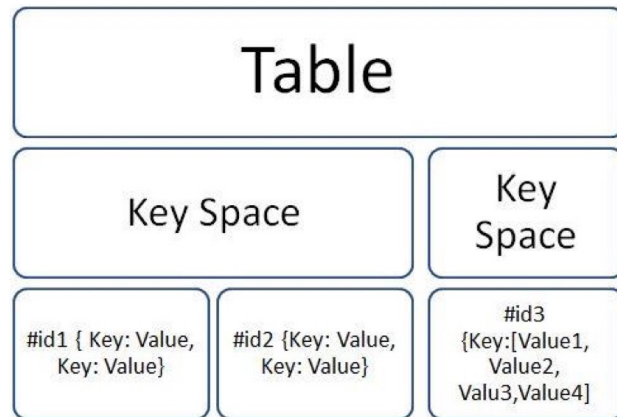 Table
Key Space
Key
Space
#id1 { Key: Value,
Key: Value}
#id2 {Key: Value,
Key: Value}
#id3
{Key:[Value1,
Value2,
Valu3,Value4]